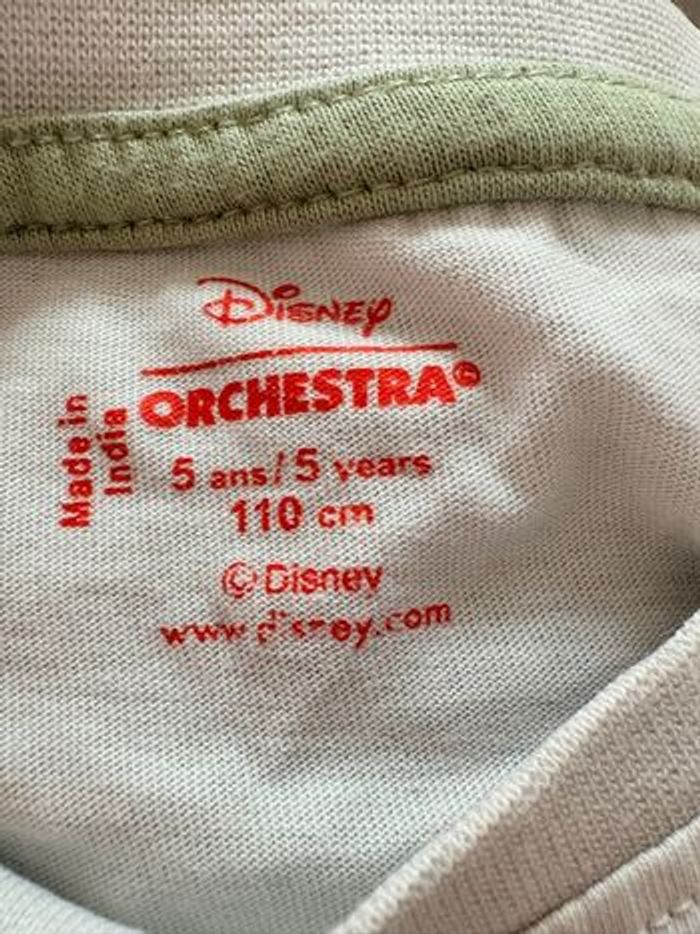 Disney
ORCHESTRA©
Made in
India
5 ans/5 years
110 cm
©Disney
www.disney.com